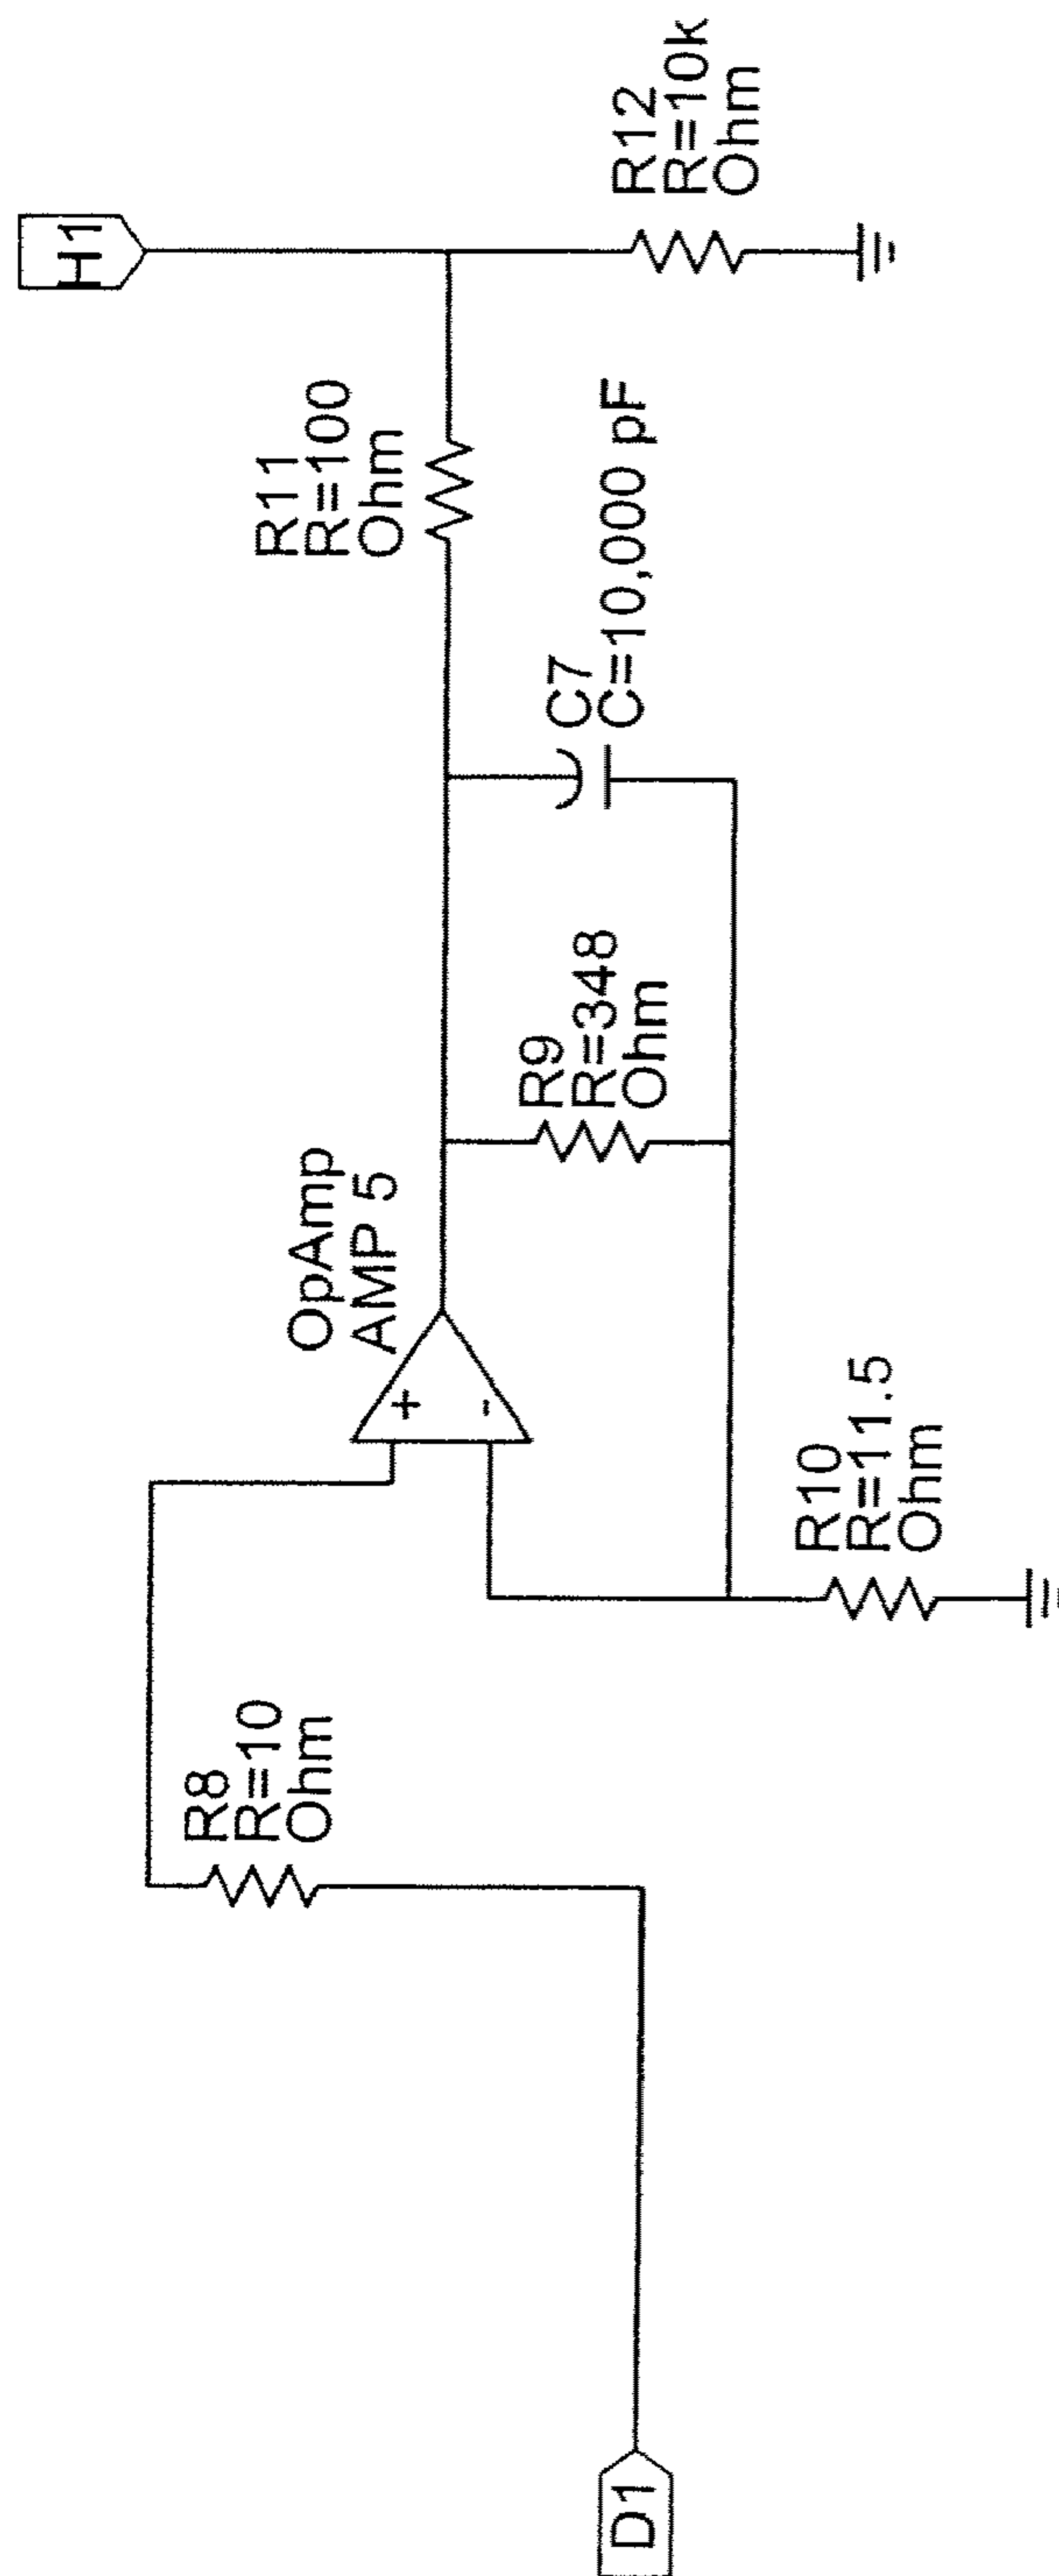 D1
R8
R=10
Ohm
OpAmp
AMP 5
+
-
R10
R=11.5
Ohm
R9
R=348
Ohm
C7
C=10,000 pF
R11
R=100
Ohm
H1
R12
R=10k
Ohm